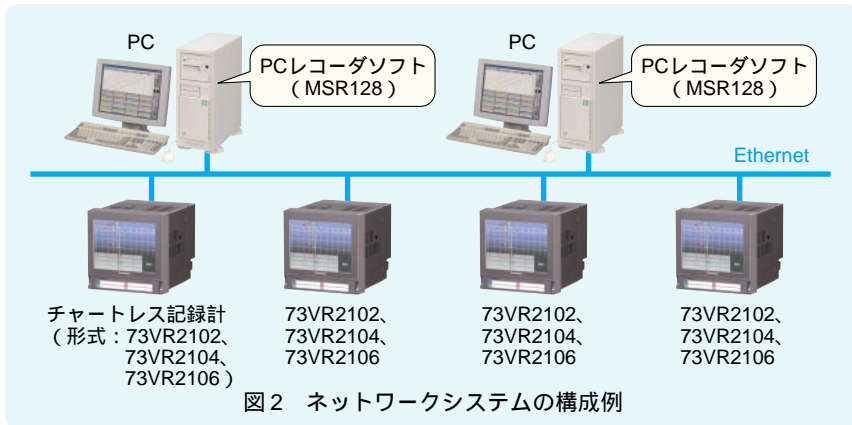 PC
PCレコーダソフト
（MSR128）
PC
PCレコーダソフト
（MSR128）
Ethernet
チャートレス記録計
（形式：73VR2102、
73VR2104、
73VR2106）
73VR2102、
73VR2104、
73VR2106
73VR2102、
73VR2104、
73VR2106
73VR2102、
73VR2104、
73VR2106
図2　ネットワークシステムの構成例